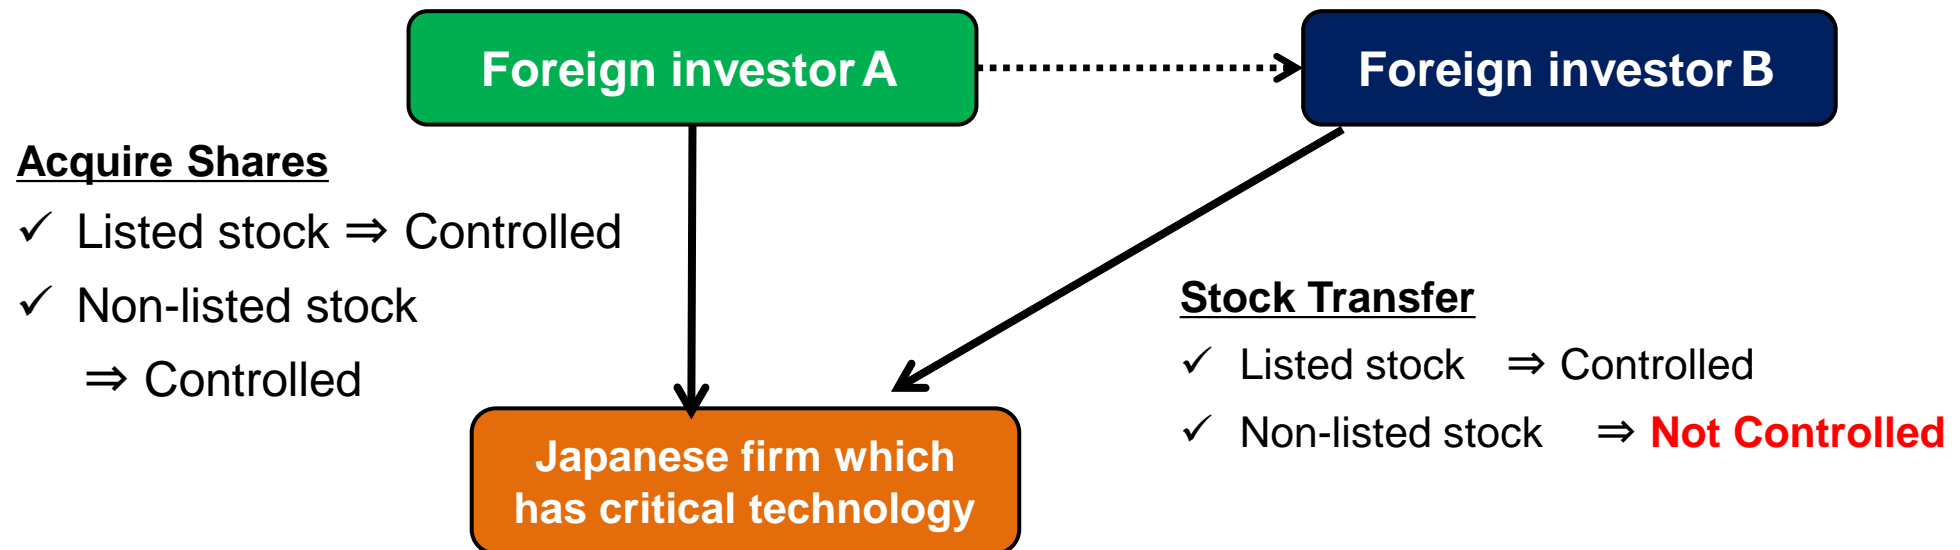 Foreign investor A
Foreign investor B
Acquire Shares
✓ Listed stock ⇒ Controlled
✓ Non-listed stock
⇒ Controlled
Stock Transfer
✓ Listed stock ⇒ Controlled
✓ Non-listed stock ⇒ Not Controlled
Japanese firm which
has critical technology